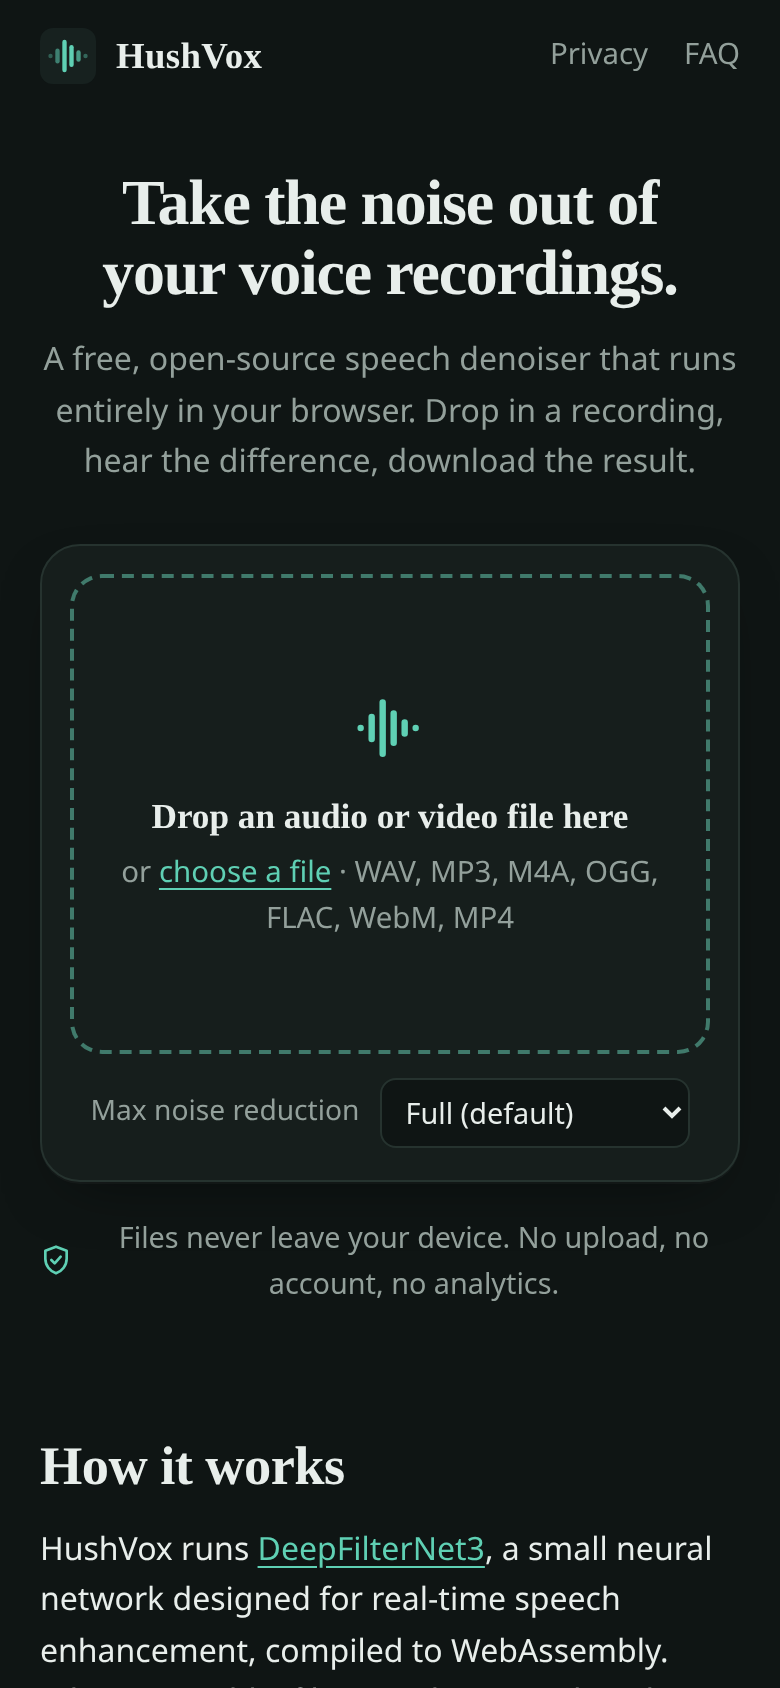 HushVox
Privacy FAQ
Take the noise out of
your voice recordings.
A free, open-source speech denoiser that runs
entirely in your browser. Drop in a recording,
hear the difference, download the result.
Drop an audio or video file here
or choose a file · WAV, MP3, M4A, OGG,
FLAC, WebM, MP4
Max noise reduction Full (default)
Files never leave your device. No upload, no
account, no analytics.
How it works
HushVox runs DeepFilterNet3, a small neural
network designed for real-time speech
enhancement, compiled to WebAssembly.